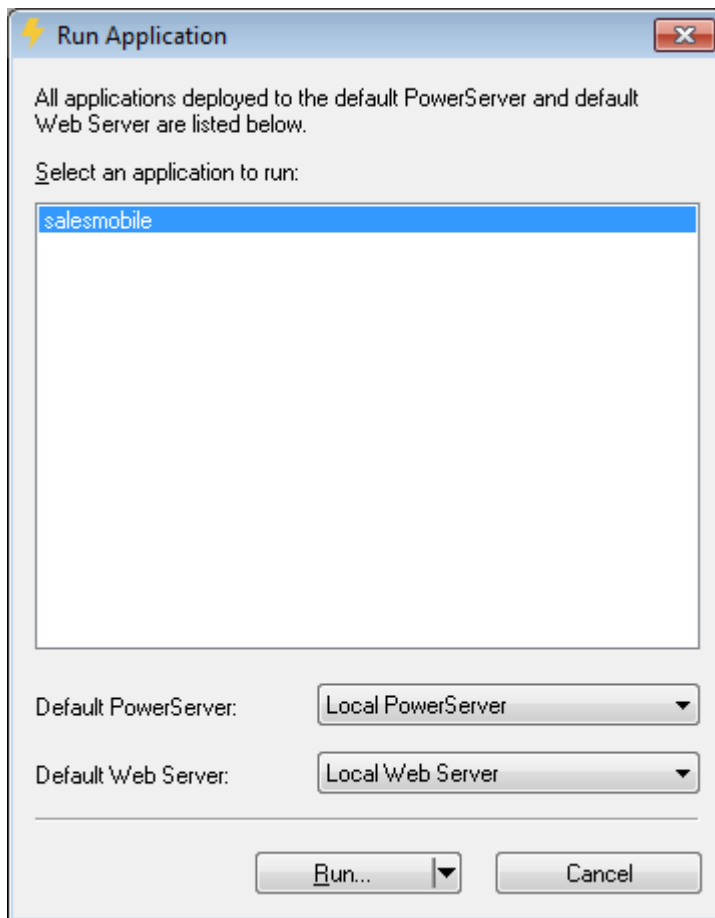 Run Application
All applications deployed to the default PowerServer and default
Web Server are listed below.
Select an application to run:
salesmobile
Default PowerServer: Local PowerServer
Default Web Server: Local Web Server
Run... Cancel